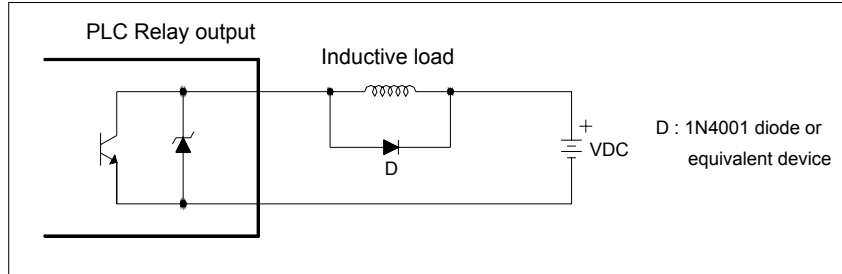 PLC Relay output
Inductive load
D
+
VDC
D : 1N4001 diode or
equivalent device